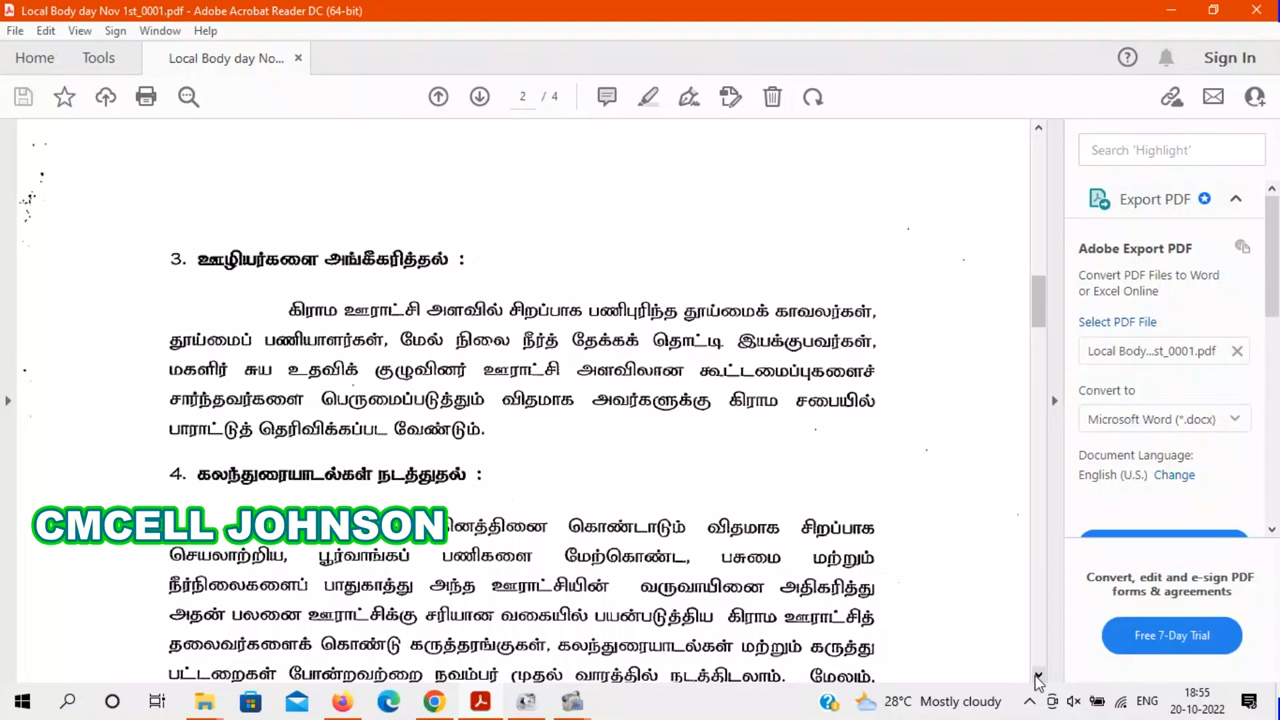 Local Body day Nov 1st_0001.pdf - Adobe Acrobat Reader DC (64-bit)
File Edit View Sign Window Help
Home Tools Local Body day No... × Sign In
2 / 4
Search 'Highlight'
Export PDF
Adobe Export PDF
Convert PDF Files to Word
or Excel Online
Select PDF File
Local Body...st_0001.pdf
Convert to
Microsoft Word (*.docx)
Document Language:
English (U.S.) Change
Convert, edit and e-sign PDF
forms & agreements
Free 7-Day Trial
3. ஊழியர்களை அங்கீகரித்தல் :
கிராம ஊராட்சி அளவில் சிறப்பாக பணிபுரிந்த தூய்மைக் காவலர்கள்,
தூய்மைப் பணியாளர்கள், மேல் நிலை நீர்த் தேக்கக் தொட்டி இயக்குபவர்கள்,
மகளிர் சுய உதவிக் குழுவினர் ஊராட்சி அளவிலான கூட்டமைப்புகளைச்
சார்ந்தவர்களை பெருமைப்படுத்தும் விதமாக அவர்களுக்கு கிராம சபையில்
பாராட்டுத் தெரிவிக்கப்பட வேண்டும்.
4. கலந்துரையாடல்கள் நடத்துதல் :
CMCELL JOHNSON
கொண்டாடும் விதமாக சிறப்பாக
செயலாற்றிய, பூர்வாங்கப் பணிகளை மேற்கொண்ட, பசுமை மற்றும்
நீர்நிலைகளைப் பாதுகாத்து அந்த ஊராட்சியின் வருவாயினை அதிகரித்து
அதன் பலனை ஊராட்சிக்கு சரியான வகையில் பயன்படுத்திய கிராம ஊராட்சித்
தலைவர்களைக் கொண்டு கருத்தரங்குகள், கலந்துரையாடல்கள் மற்றும் கருத்து
பட்டறைகள் போன்றவற்றை நவம்பர் முதல் வாரத்தில் நடத்திடலாம். மேலும்,
28°C Mostly cloudy ENG 18:55
20-10-2022